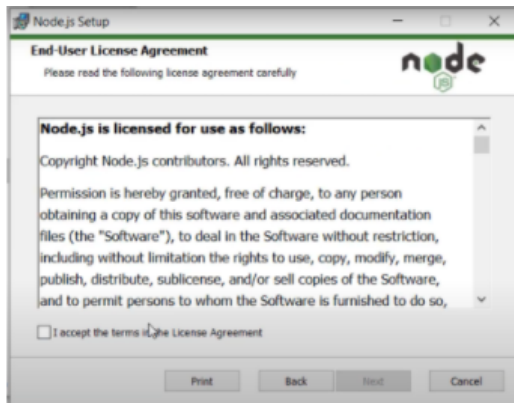 Node.js Setup
End-User License Agreement
Please read the following license agreement carefully
node
JS
Node.js is licensed for use as follows:
Copyright Node.js contributors. All rights reserved.
Permission is hereby granted, free of charge, to any person
obtaining a copy of this software and associated documentation
files (the "Software"), to deal in the Software without restriction,
including without limitation the rights to use, copy, modify, merge,
publish, distribute, sublicense, and/or sell copies of the Software,
and to permit persons to whom the Software is furnished to do so,
I accept the terms in the License Agreement
Print
Back
Next
Cancel